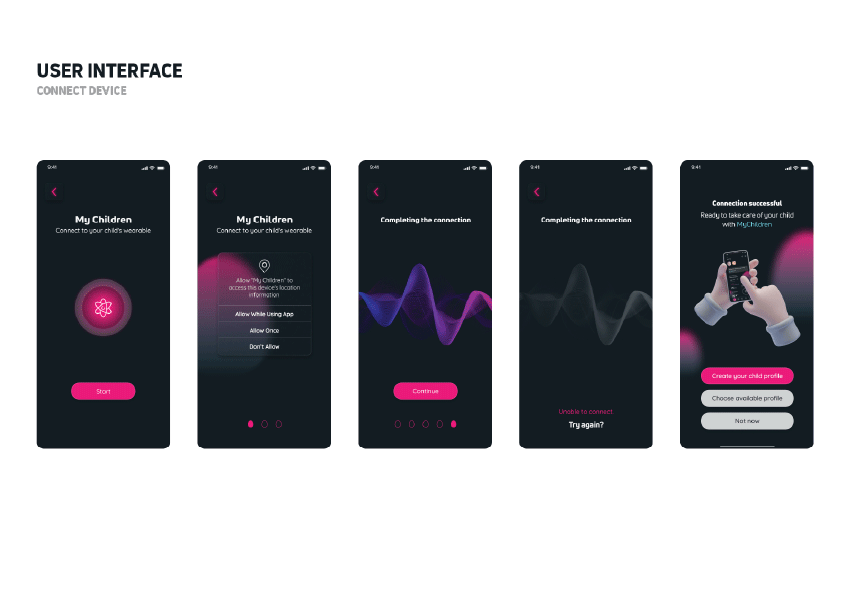 USER INTERFACE
CONNECT DEVICE
9:41
My Children
Connect to your child's wearable
Start
9:41
My Children
Connect to your child's wearable
Allow "My Children" to
access this device's location
information
Allow While Using App
Allow Once
Don't Allow
9:41
Completing the connection
Continue
9:41
Completing the connection
Unable to connect
Try again?
9:41
Connection successful
Ready to take care of your child
with MyChildren
Create your child profile
Choose available profile
Not now